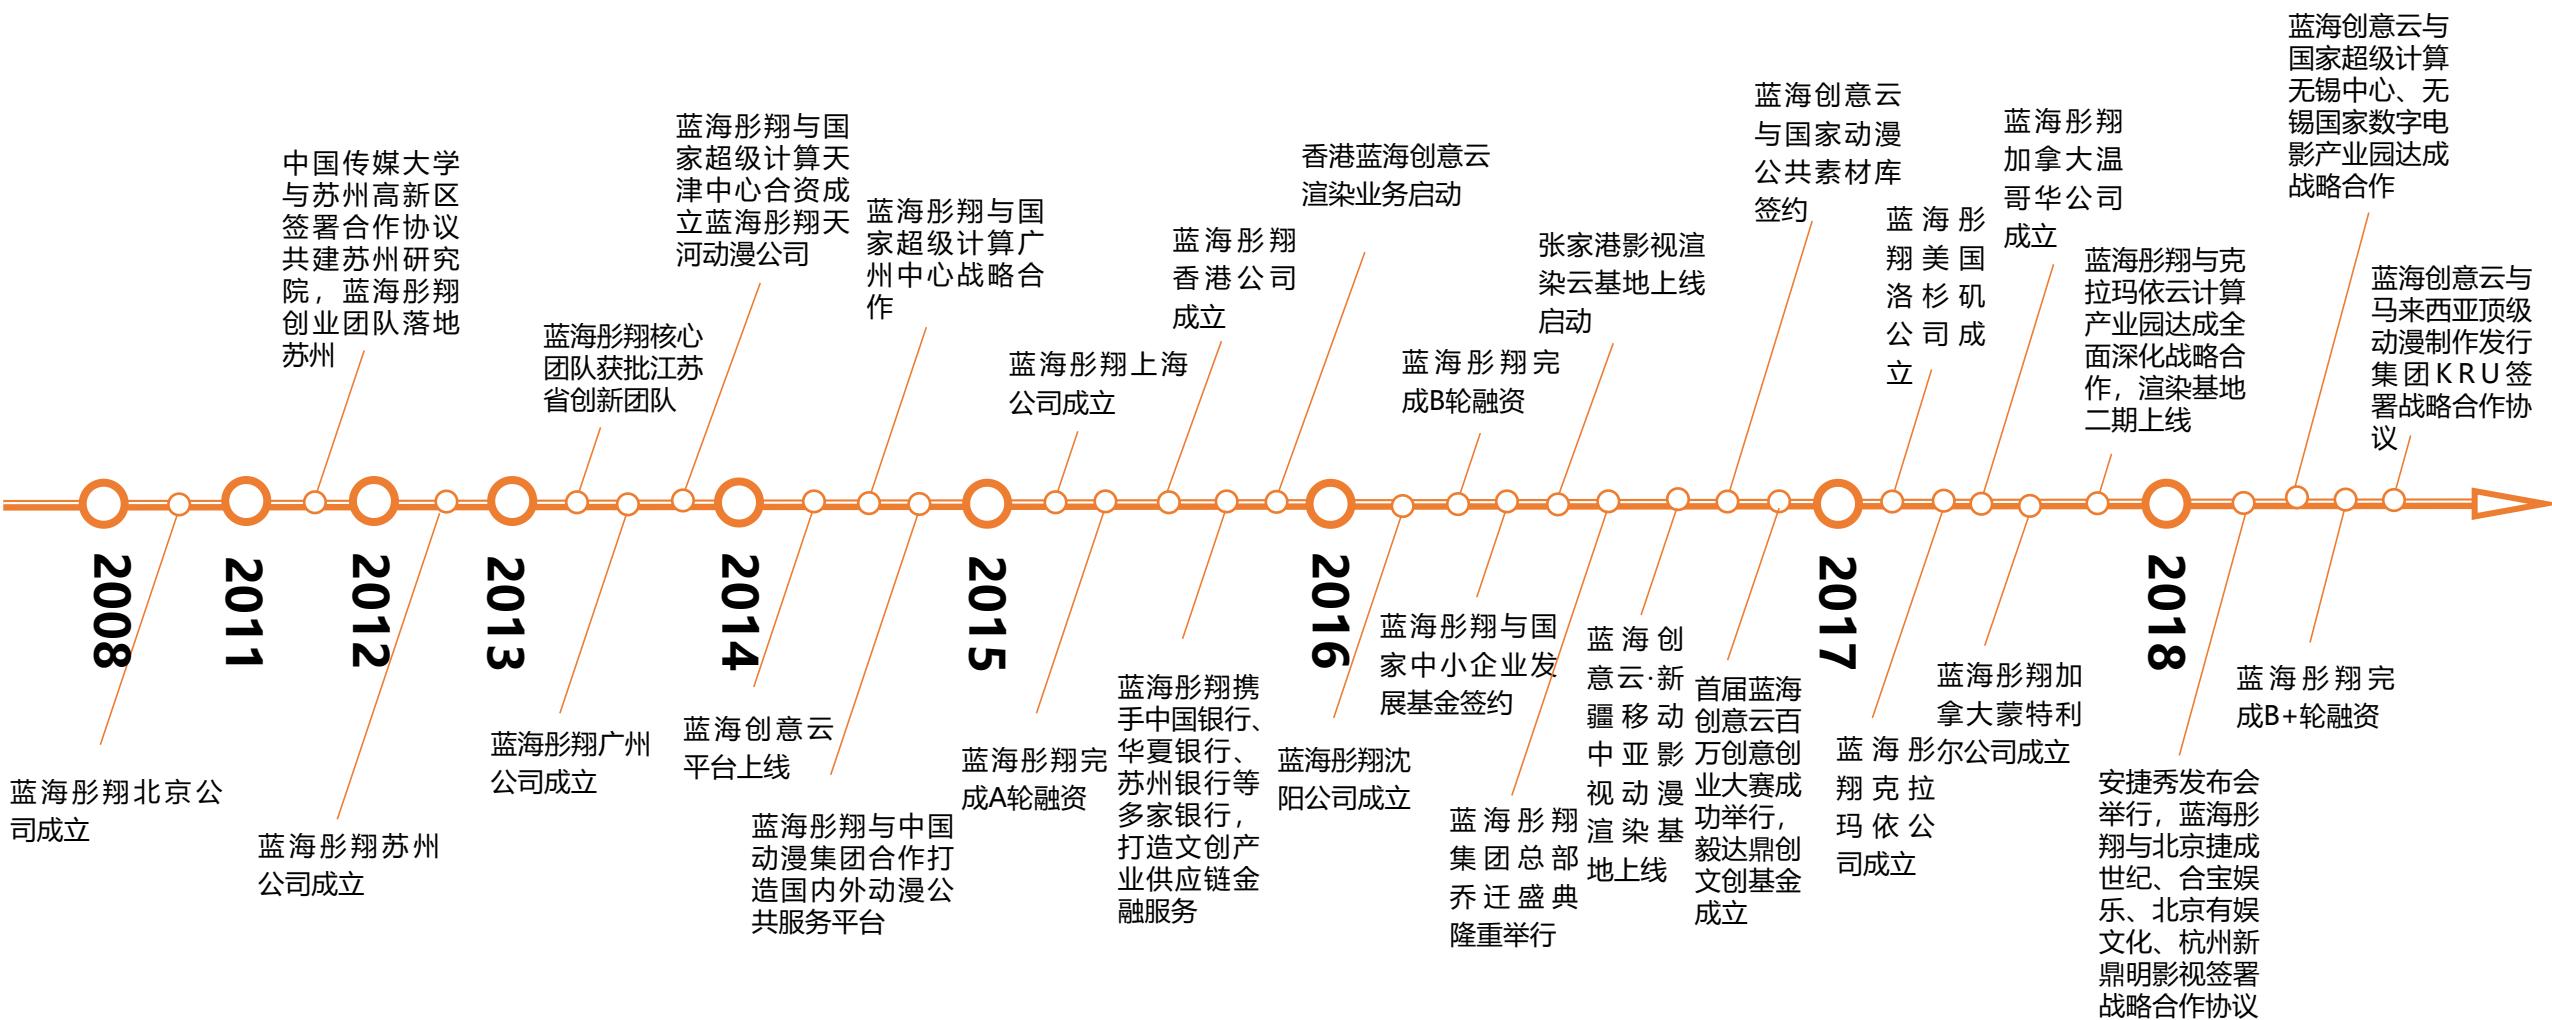 2008
蓝海彤翔北京公
司成立
2011
中国传媒大学
与苏州高新区
签署合作协议
共建苏州研究
院，蓝海彤翔
创业团队落地
苏州
2012
蓝海彤翔苏州
公司成立
2013
蓝海彤翔核心
团队获批江苏
省创新团队
蓝海彤翔广州
公司成立
蓝海彤翔与国
家超级计算天
津中心合资成
立蓝海彤翔天
河动漫公司
2014
蓝海创意云
平台上线
蓝海彤翔与国
家超级计算广
州中心战略合
作
蓝海彤翔与中国
动漫集团合作打
造国内外动漫公
共服务平台
2015
蓝海彤翔上海
公司成立
蓝海彤翔完
成A轮融资
蓝海彤翔
香港公司
成立
蓝海彤翔携
手中国银行、
华夏银行、
苏州银行等
多家银行，
打造文创产
业供应链金
融服务
香港蓝海创意云
渲染业务启动
2016
蓝海彤翔沈
阳公司成立
蓝海彤翔完
成B轮融资
蓝海彤翔与国
家中小企业发
展基金签约
张家港影视渲
染云基地上线
启动
蓝海彤翔
集团总部
乔迁盛典
隆重举行
蓝海创
意云·新
疆移动
中亚影
视动漫
渲染基
地上线
蓝海创意云
与国家动漫
公共素材库
签约
首届蓝海
创意云百
万创意创
业大赛成
功举行，
毅达鼎创
文创基金
成立
2017
蓝海彤
翔美国
洛杉矶
公司成
立
蓝海彤
翔克拉
玛依公
司成立
蓝海彤翔
加拿大温
哥华公司
成立
蓝海彤翔加
拿大蒙特利
尔公司成立
蓝海彤翔与克
拉玛依云计算
产业园达成全
面深化战略合
作，渲染基地
二期上线
2018
安捷秀发布会
举行，蓝海彤
翔与北京捷成
世纪、合宝娱
乐、北京有娱
文化、杭州新
鼎明影视签署
战略合作协议
蓝海创意云与
国家超级计算
无锡中心、无
锡国家数字电
影产业园达成
战略合作
蓝海彤翔完
成B+轮融资
蓝海创意云与
马来西亚顶级
动漫制作发行
集团KRU签
署战略合作协
议